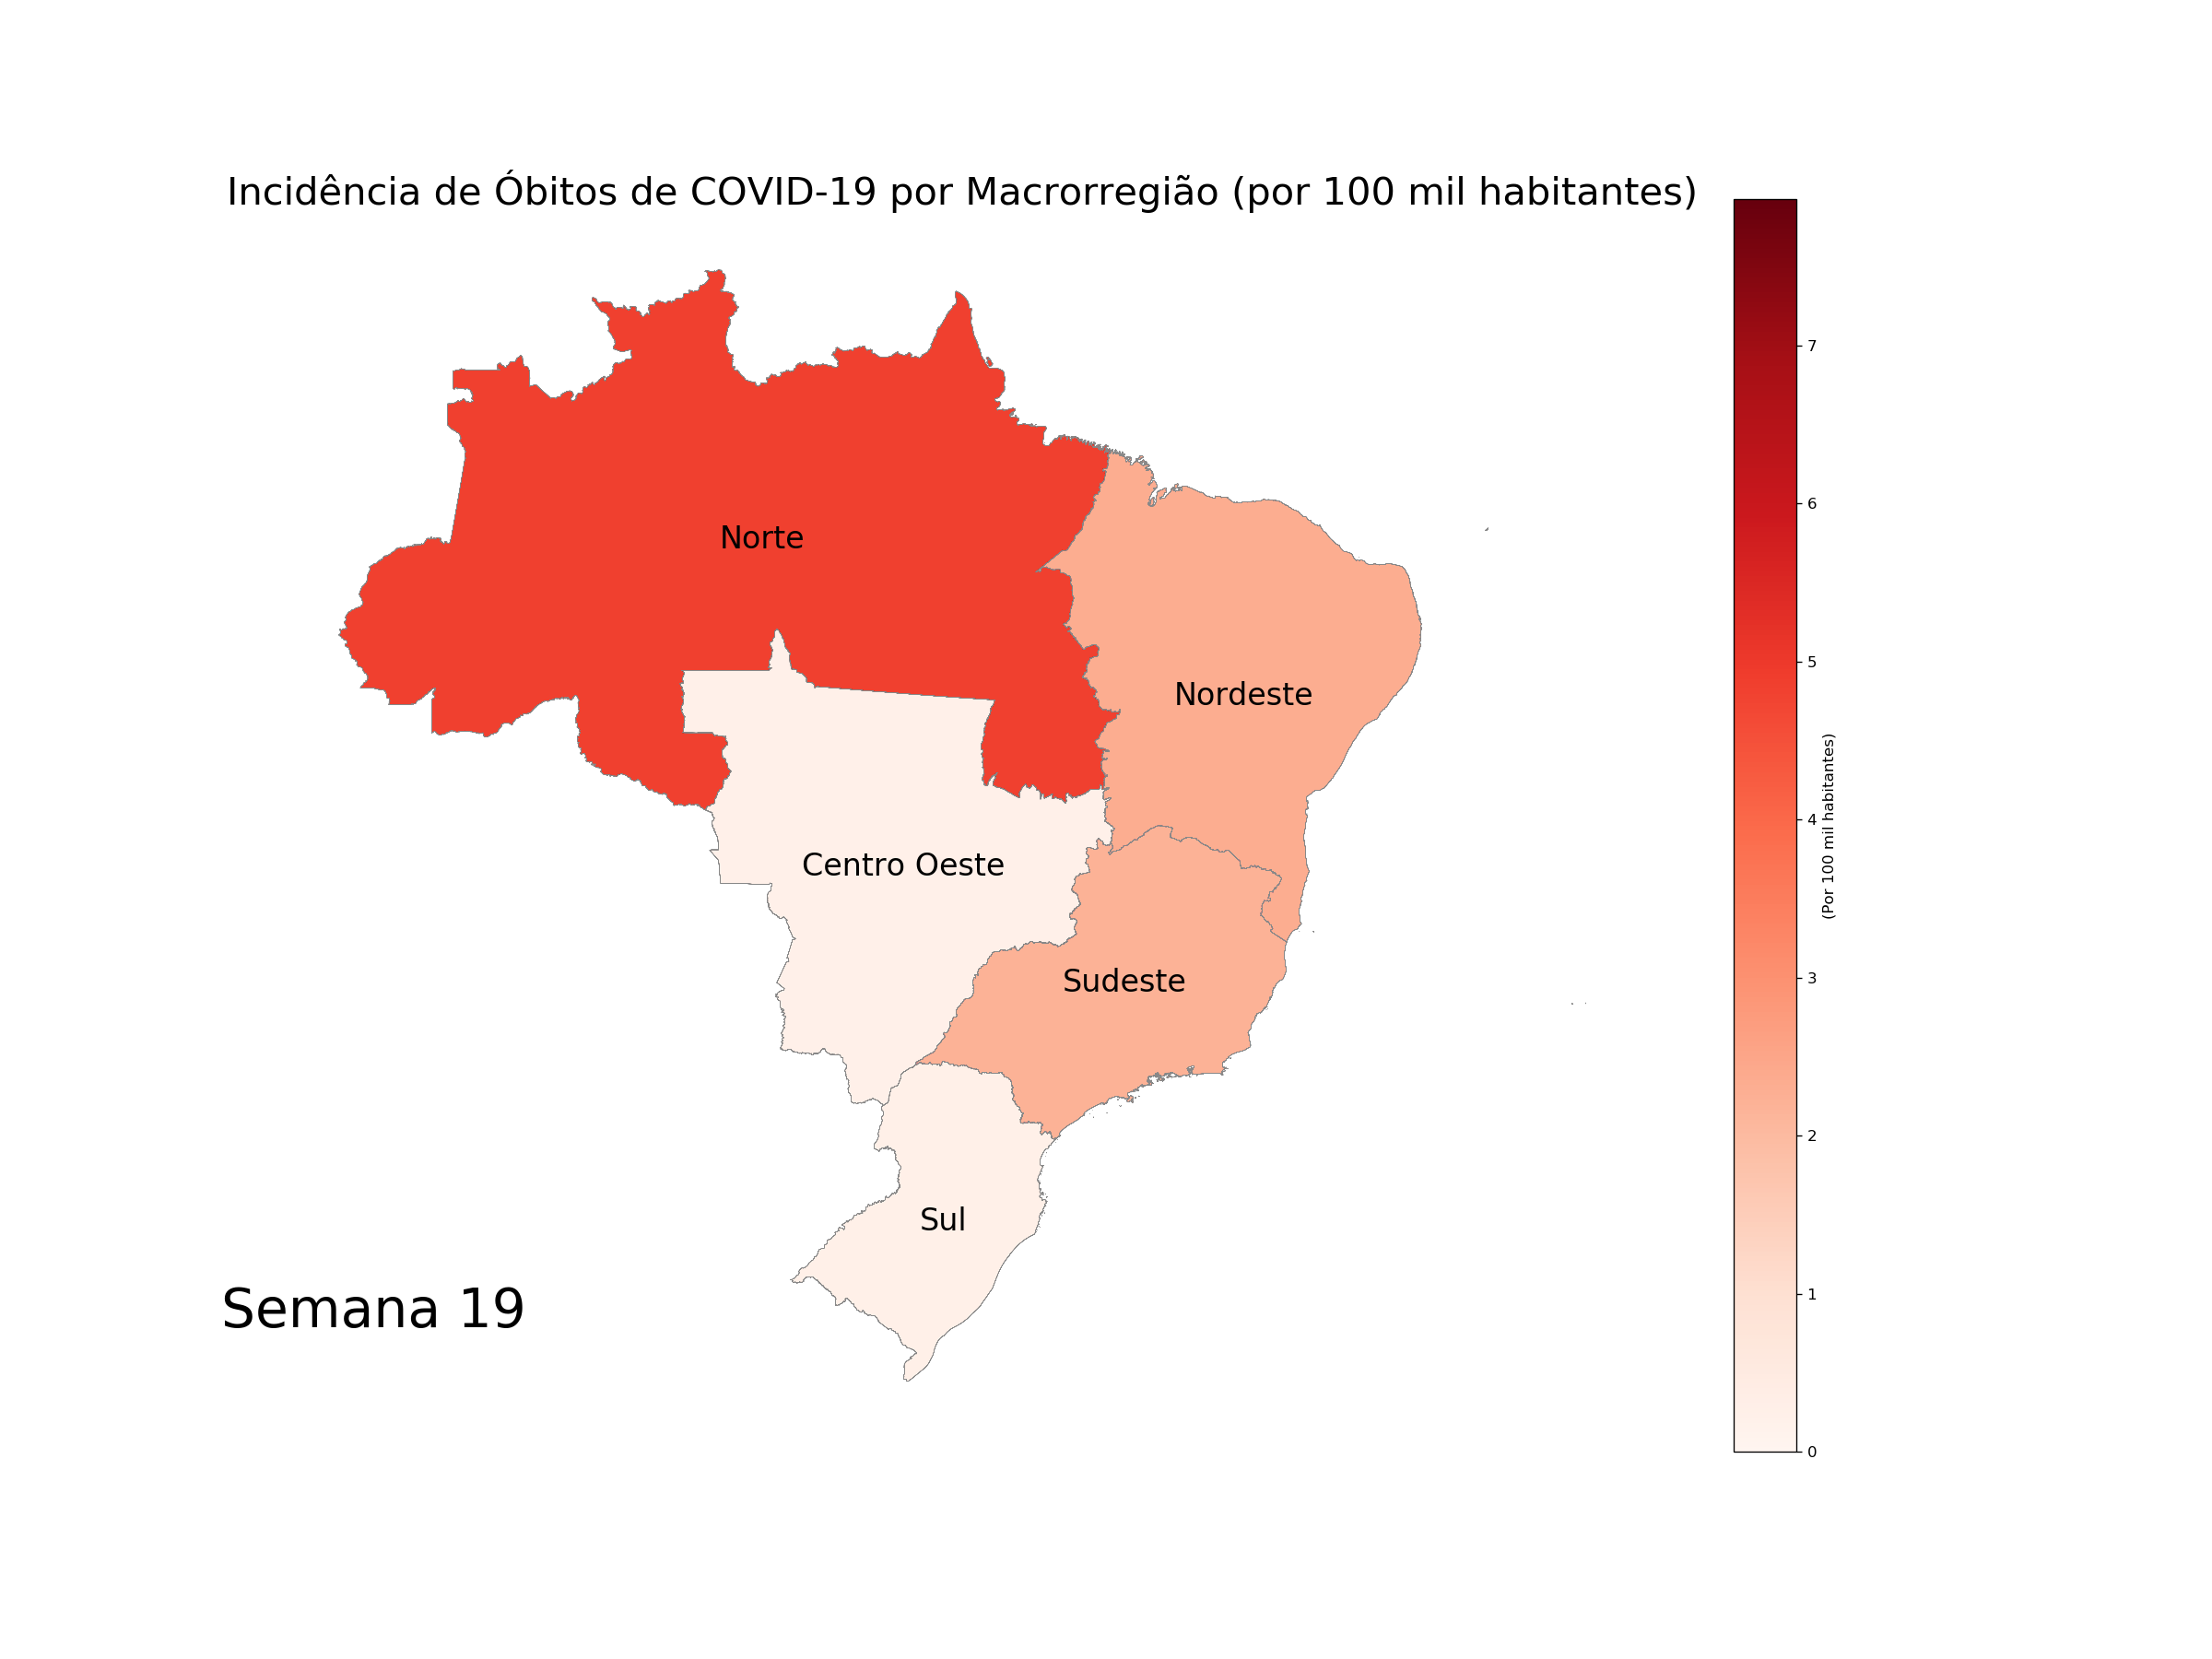 Incidência de Óbitos de COVID-19 por Macrorregião (por 100 mil habitantes)
Norte
Nordeste
Centro Oeste
Sudeste
Sul
Semana 19
7
6
5
4
3
2
1
0
(Por 100 mil habitantes)